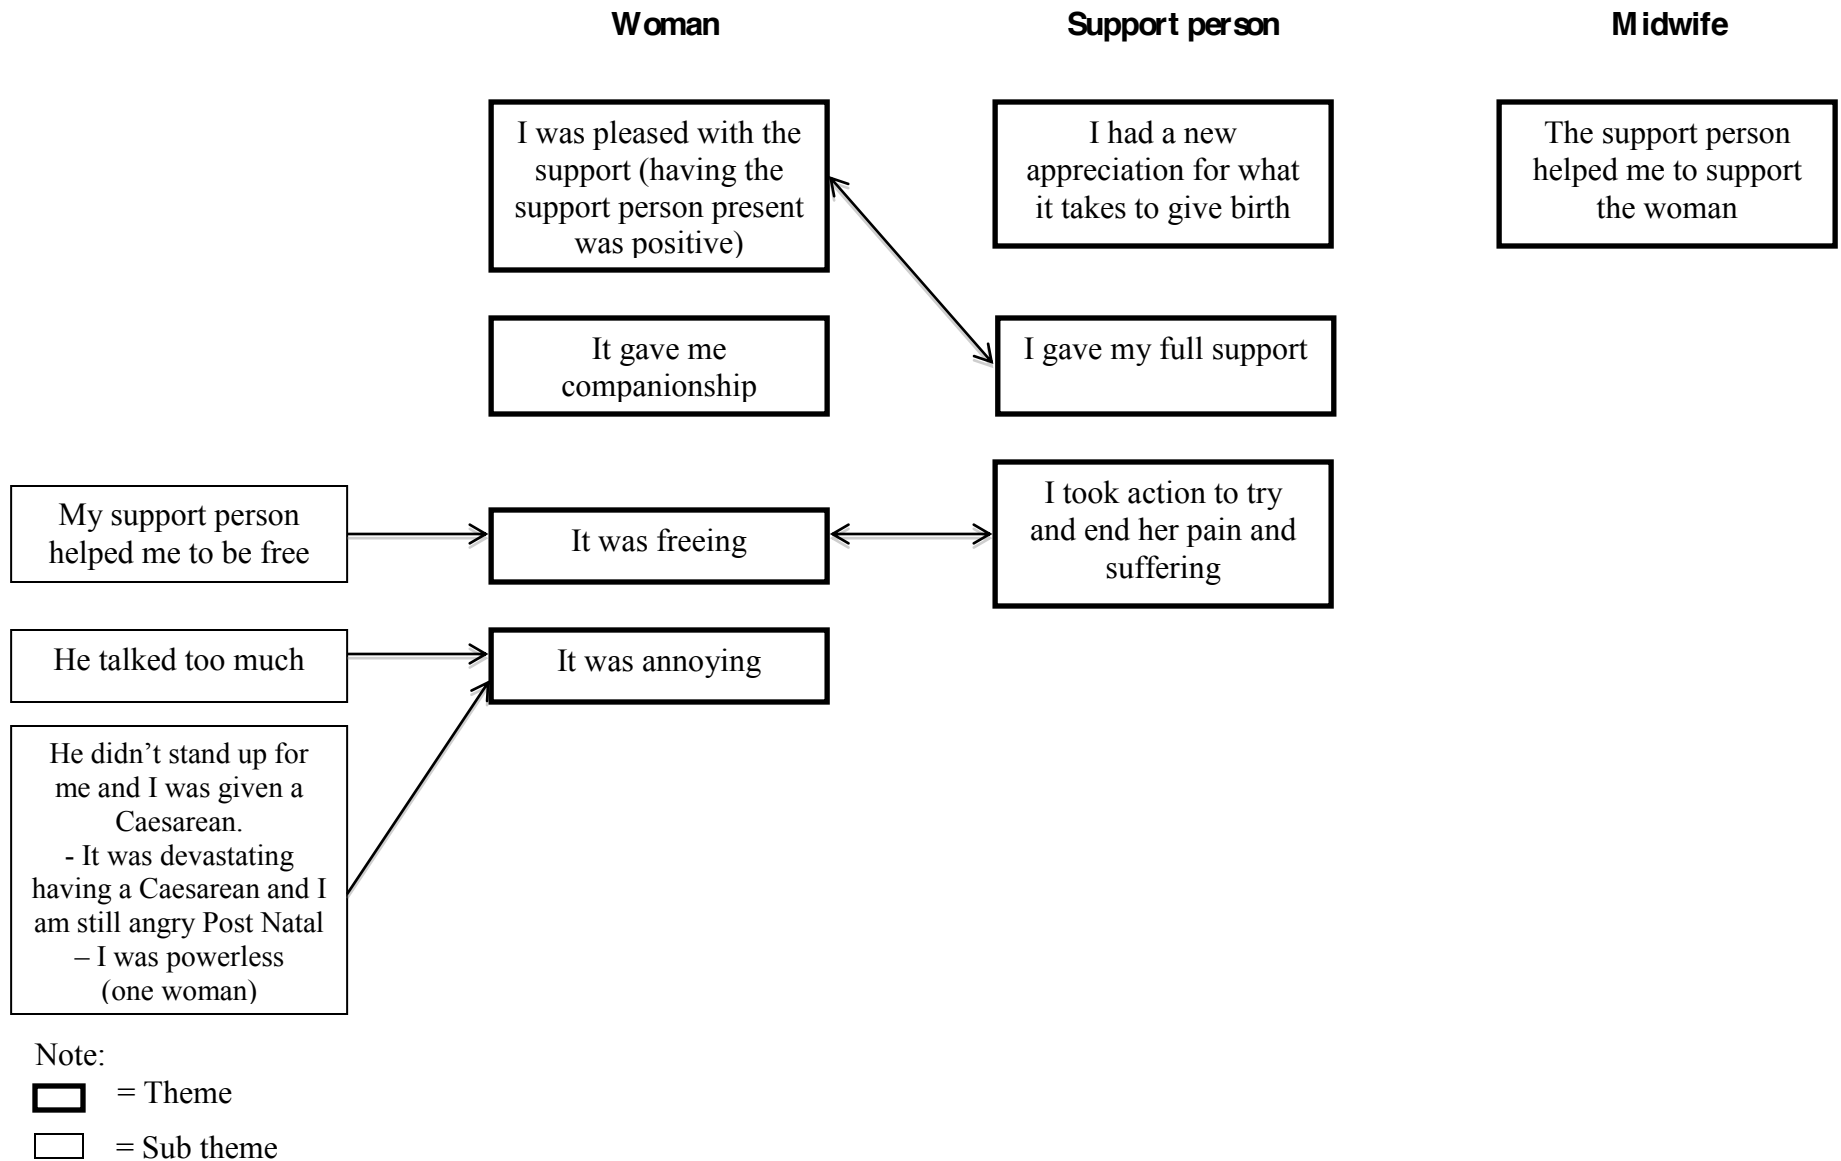 Woman
Support person
Midwife
I was pleased with the
support (having the
support person present
was positive)
I had a new
appreciation for what
it takes to give birth
The support person
helped me to support
the woman
It gave me
companionship
I gave my full support
My support person
helped me to be free
It was freeing
I took action to try
and end her pain and
suffering
He talked too much
It was annoying
He didn’t stand up for
me and I was given a
Caesarean.
- It was devastating
having a Caesarean and I
am still angry Post Natal
– I was powerless
(one woman)
Note:
= Theme
= Sub theme